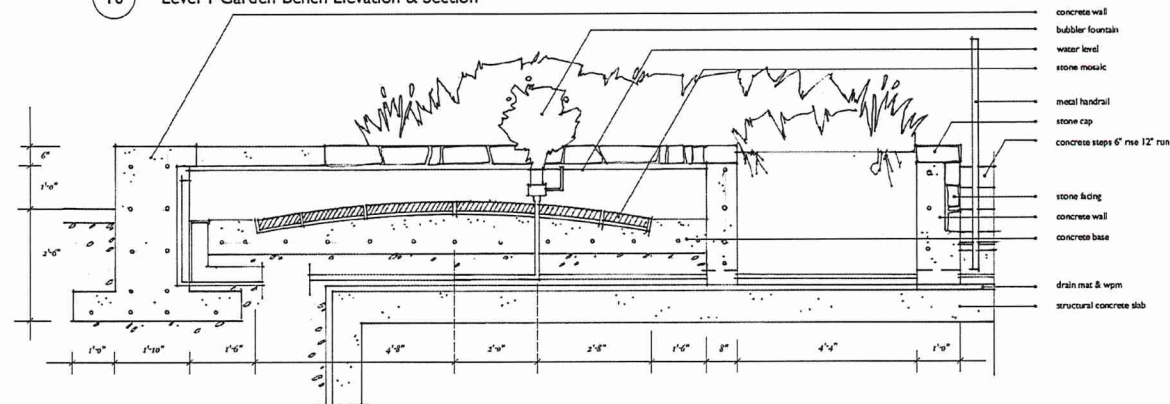 Level 1 Garden Bench Elevation & Section
concrete wall
bubbler fountain
water level
stone mosaic
metal handrail
stone cap
concrete steps 6" rise 12" run
stone facing
concrete wall
concrete base
drain mat & wpm
structural concrete slab
6"
1'-0"
2'-6"
1'-0"
1'-10"
1'-6"
4'-8"
2'-0"
2'-8"
1'-6"
8"
4'-4"
1'-0"